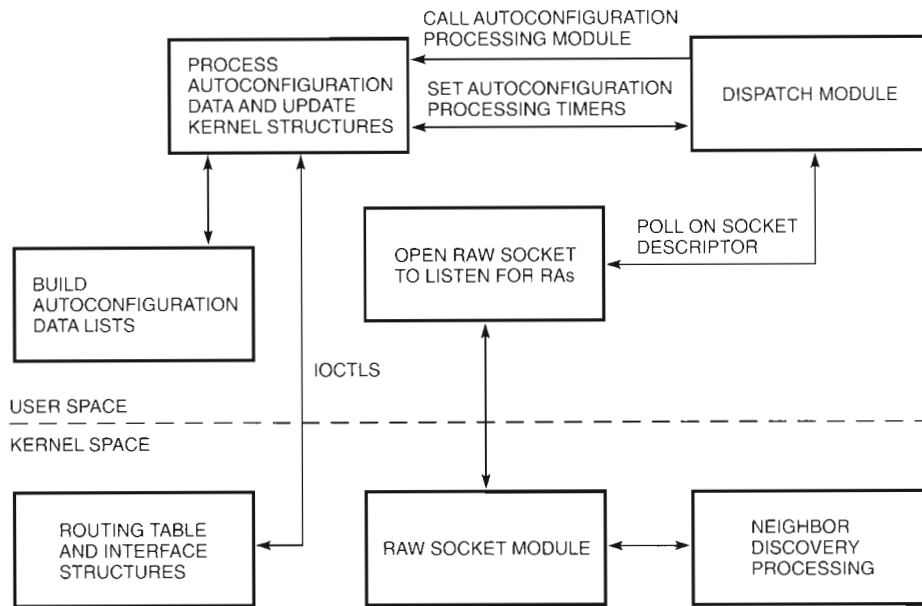 CALL AUTOCONFIGURATION
PROCESSING MODULE
PROCESS
AUTOCONFIGURATION
DATA AND UPDATE
KERNEL STRUCTURES
SET AUTOCONFIGURATION
PROCESSING TIMERS
DISPATCH MODULE
POLL ON SOCKET
DESCRIPTOR
OPEN RAW SOCKET
TO LISTEN FOR RAs
BUILD
AUTOCONFIGURATION
DATA LISTS
IOCTLS
USER SPACE
KERNEL SPACE
ROUTING TABLE
AND INTERFACE
STRUCTURES
RAW SOCKET MODULE
NEIGHBOR
DISCOVERY
PROCESSING